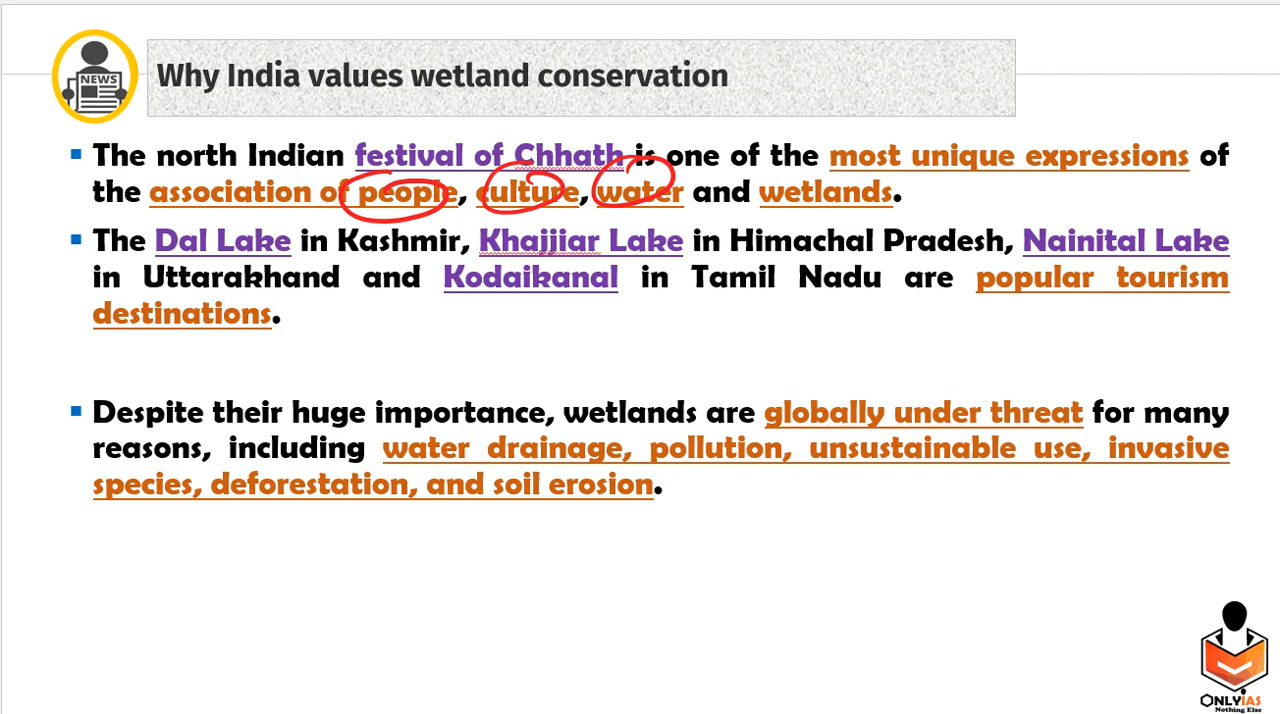 NEWS
Why India values wetland conservation
▪ The north Indian festival of Chhath is one of the most unique expressions of
the association of people, culture, water and wetlands.
▪ The Dal Lake in Kashmir, Khajjiar Lake in Himachal Pradesh, Nainital Lake
in Uttarakhand and Kodaikanal in Tamil Nadu are popular tourism
destinations.
▪ Despite their huge importance, wetlands are globally under threat for many
reasons, including water drainage, pollution, unsustainable use, invasive
species, deforestation, and soil erosion.
ONLYIAS
Nothing Else